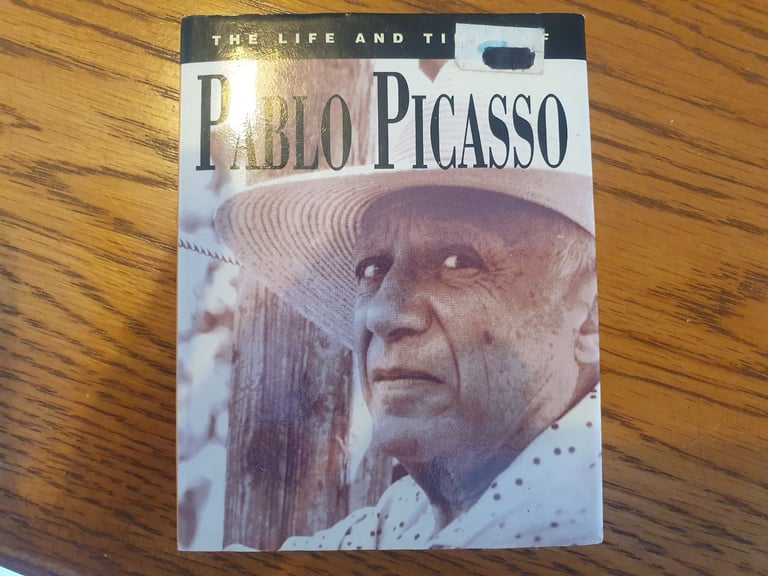 THE LIFE AND
PABLO PICASSO